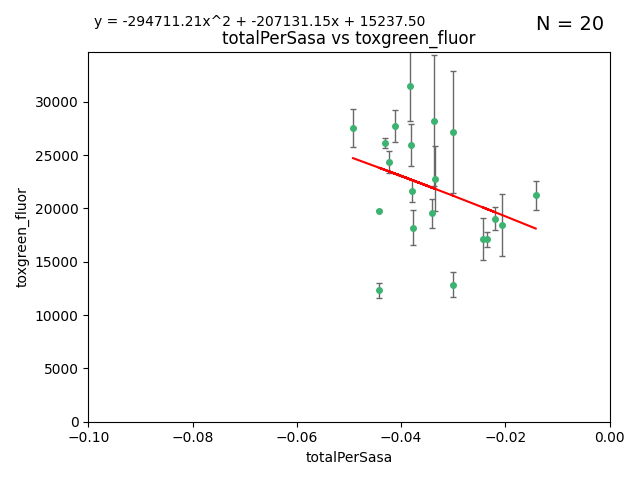 y = -294711.21x^2 + -207131.15x + 15237.50
N = 20
totalPerSasa vs toxgreen_fluor
toxgreen_fluor
30000
25000
20000
15000
10000
5000
0
−0.10
−0.08
−0.06
−0.04
−0.02
0.00
totalPerSasa